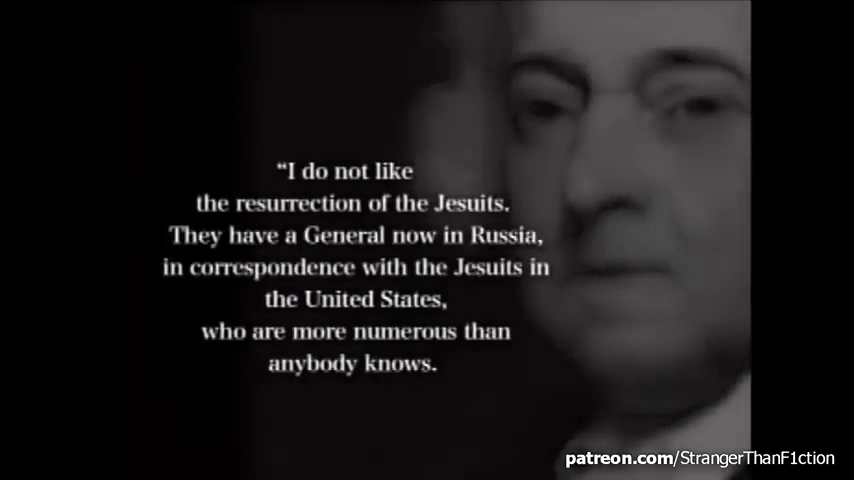 “I do not like
the resurrection of the Jesuits.
They have a General now in Russia,
in correspondence with the Jesuits in
the United States,
who are more numerous than
anybody knows.
patreon.com/StrangerThanF1ction